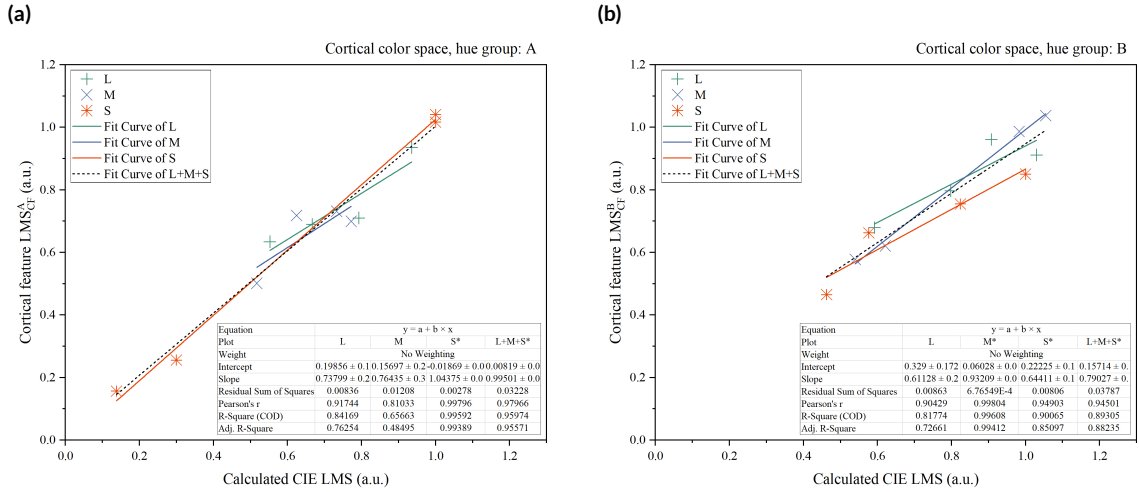 (a)
Cortical color space, hue group: A
1.2
1.0
0.8
0.6
0.4
0.2
0.0
Cortical feature LMS^A_CF (a.u.)
L
M
S
Fit Curve of L
Fit Curve of M
Fit Curve of S
Fit Curve of L+M+S
Equation y = a + b × x
Plot L M S* L+M+S*
Weight No Weighting
Intercept 0.19856 ± 0.1 0.15697 ± 0.2 -0.01869 ± 0.0 0.00819 ± 0.0
Slope 0.73799 ± 0.2 0.76435 ± 0.3 1.04375 ± 0.0 0.99501 ± 0.0
Residual Sum of Squares 0.00836 0.01208 0.00278 0.03228
Pearson's r 0.91744 0.81033 0.99796 0.97966
R-Square (COD) 0.84169 0.65663 0.99592 0.95974
Adj. R-Square 0.76254 0.48495 0.99389 0.95571
0.0 0.2 0.4 0.6 0.8 1.0 1.2
Calculated CIE LMS (a.u.)
(b)
Cortical color space, hue group: B
1.2
1.0
0.8
0.6
0.4
0.2
0.0
Cortical feature LMS^B_CF (a.u.)
L
M
S
Fit Curve of L
Fit Curve of M
Fit Curve of S
Fit Curve of L+M+S
Equation y = a + b × x
Plot L M* S* L+M+S*
Weight No Weighting
Intercept 0.329 ± 0.172 0.06028 ± 0.0 0.22225 ± 0.1 0.15714 ± 0.
Slope 0.61128 ± 0.2 0.93209 ± 0.0 0.64411 ± 0.1 0.79027 ± 0.
Residual Sum of Squares 0.00863 6.76549E-4 0.00806 0.03787
Pearson's r 0.90429 0.99804 0.94903 0.94501
R-Square (COD) 0.81774 0.99608 0.90065 0.89305
Adj. R-Square 0.72661 0.99412 0.85097 0.88235
0.0 0.2 0.4 0.6 0.8 1.0 1.2
Calculated CIE LMS (a.u.)